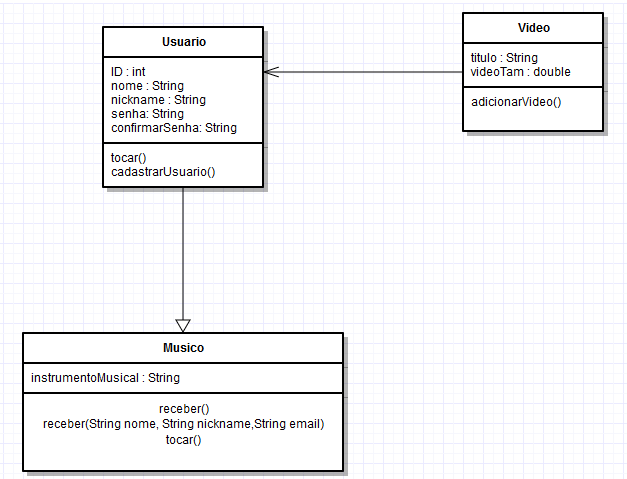 Usuario
ID : int
nome : String
nickname : String
senha: String
confirmarSenha: String
tocar()
cadastrarUsuario()
Video
titulo : String
videoTam : double
adicionarVideo()
Musico
instrumentoMusical : String
receber()
receber(String nome, String nickname,String email)
tocar()